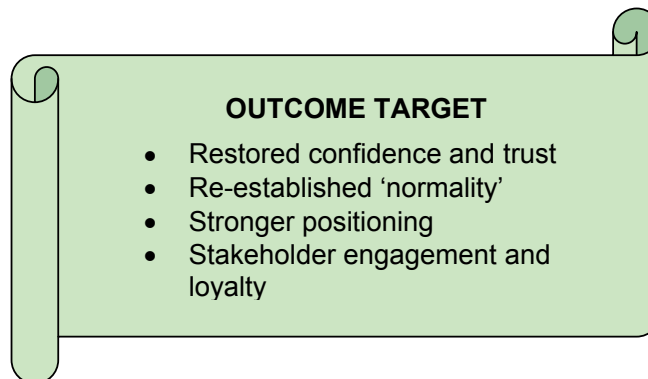 OUTCOME TARGET
• Restored confidence and trust
• Re-established ‘normality’
• Stronger positioning
• Stakeholder engagement and
loyalty